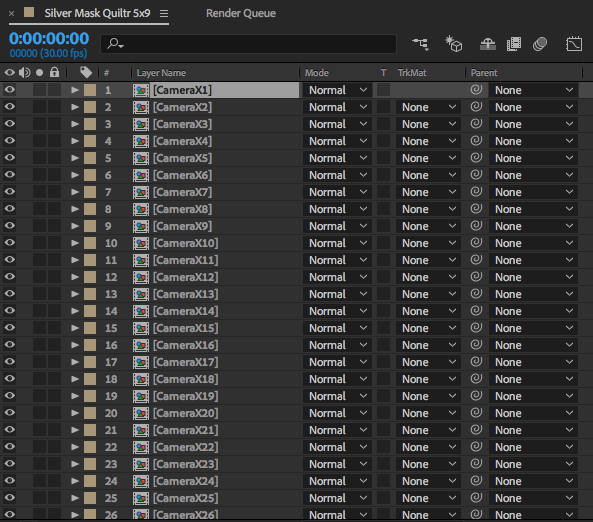 × Silver Mask Quiltr 5x9 Render Queue
0:00:00:00
00000 (30.00 fps)
# Layer Name Mode T TrkMat Parent
1 [CameraX1] Normal None
2 [CameraX2] Normal None None
3 [CameraX3] Normal None None
4 [CameraX4] Normal None None
5 [CameraX5] Normal None None
6 [CameraX6] Normal None None
7 [CameraX7] Normal None None
8 [CameraX8] Normal None None
9 [CameraX9] Normal None None
10 [CameraX10] Normal None None
11 [CameraX11] Normal None None
12 [CameraX12] Normal None None
13 [CameraX13] Normal None None
14 [CameraX14] Normal None None
15 [CameraX15] Normal None None
16 [CameraX16] Normal None None
17 [CameraX17] Normal None None
18 [CameraX18] Normal None None
19 [CameraX19] Normal None None
20 [CameraX20] Normal None None
21 [CameraX21] Normal None None
22 [CameraX22] Normal None None
23 [CameraX23] Normal None None
24 [CameraX24] Normal None None
25 [CameraX25] Normal None None
26 [CameraX26] Normal None None